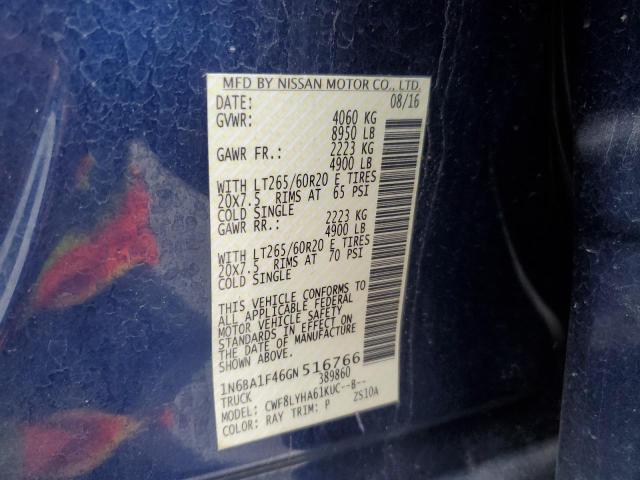 MFD BY NISSAN MOTOR CO., LTD.
DATE: 08/16
GVWR: 4060 KG
8950 LB
GAWR FR.: 2223 KG
4900 LB
WITH LT265/60R20 E TIRES
20x7.5 RIMS AT 65 PSI
COLD SINGLE
GAWR RR.: 2223 KG
4900 LB
WITH LT265/60R20 E TIRES
20x7.5 RIMS AT 70 PSI
COLD SINGLE
THIS VEHICLE CONFORMS TO
ALL APPLICABLE FEDERAL
MOTOR VEHICLE SAFETY
STANDARDS IN EFFECT ON
THE DATE OF MANUFACTURE
SHOWN ABOVE.
1N6BA1F46GN516766
TRUCK 389860
MODEL: CWF8LYHA61KUC--B--
COLOR: RAY TRIM: P ZS10A